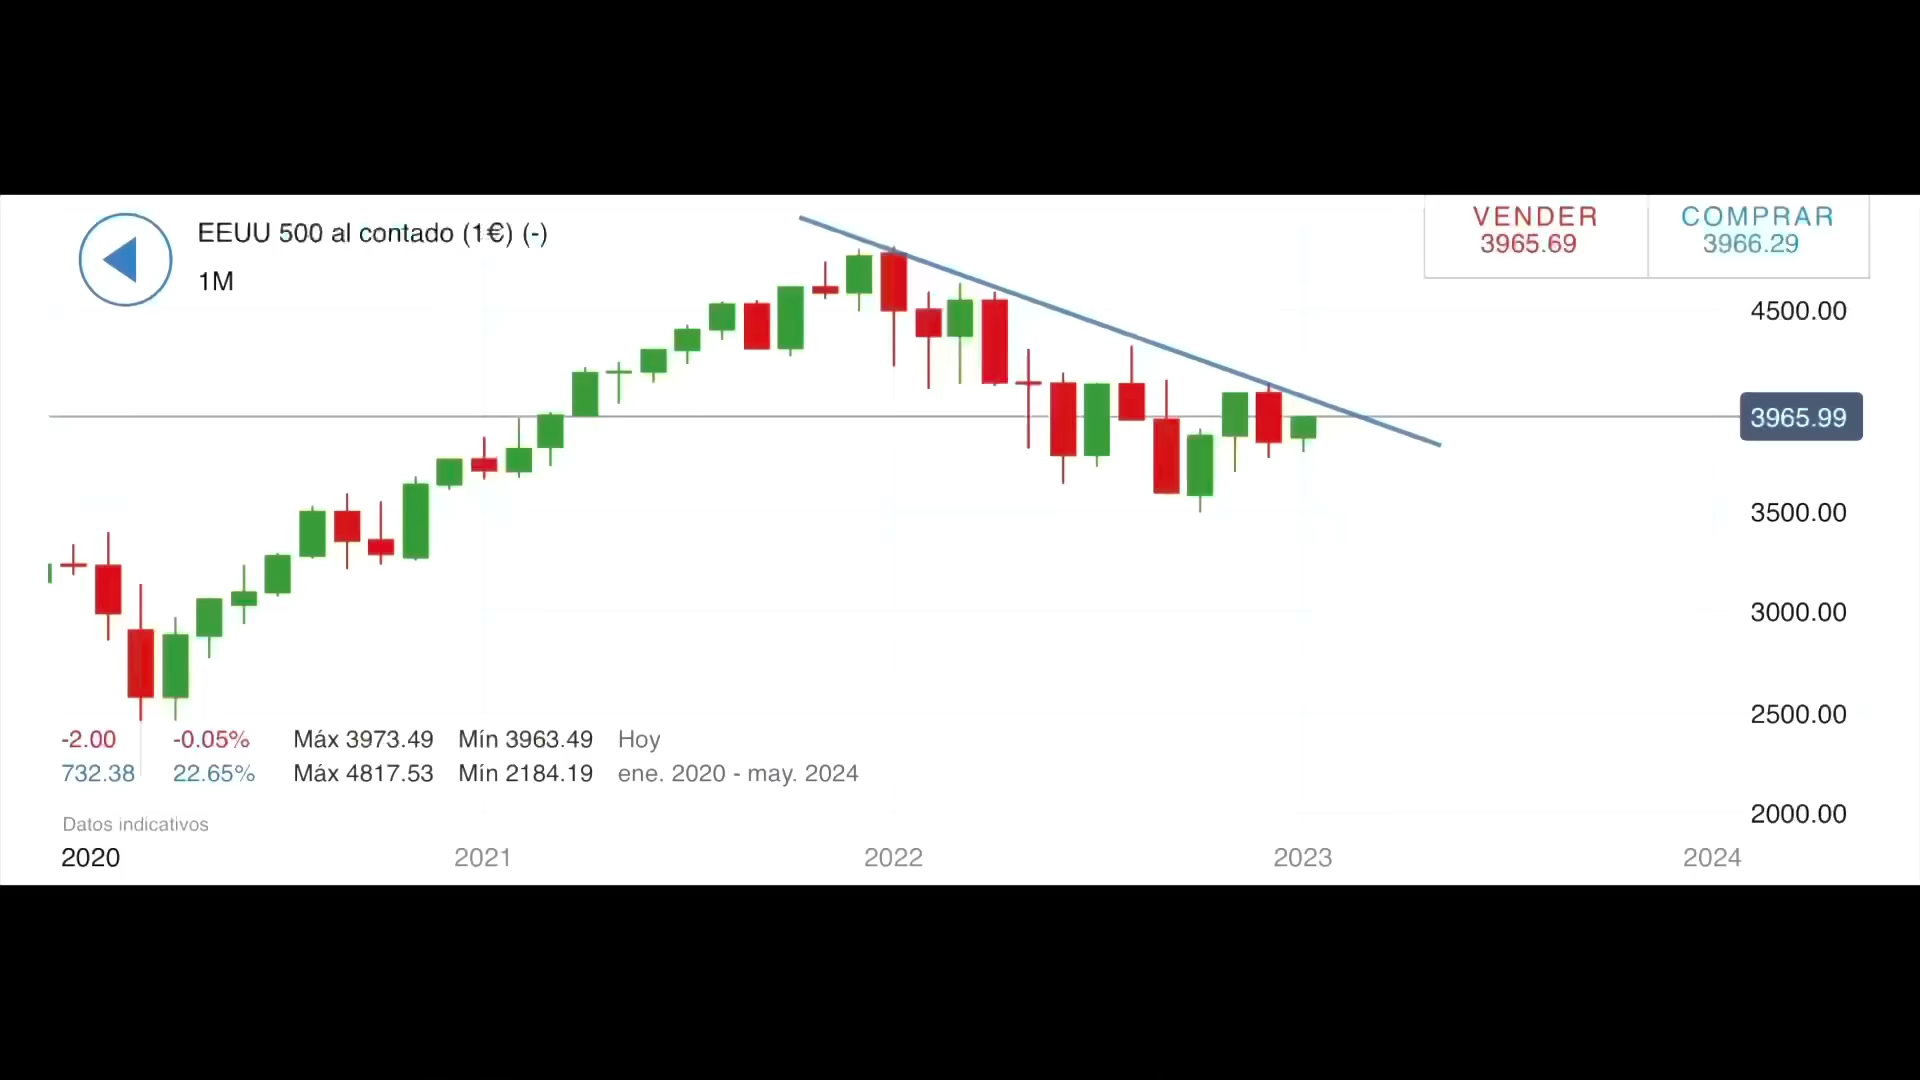 EEUU 500 al contado (1€) (-)
1M
VENDER
3965.69
COMPRAR
3966.29
4500.00
3965.99
3500.00
3000.00
2500.00
2000.00
-2.00 -0.05% Máx 3973.49 Mín 3963.49 Hoy
732.38 22.65% Máx 4817.53 Mín 2184.19 ene. 2020 - may. 2024
Datos indicativos
2020 2021 2022 2023 2024